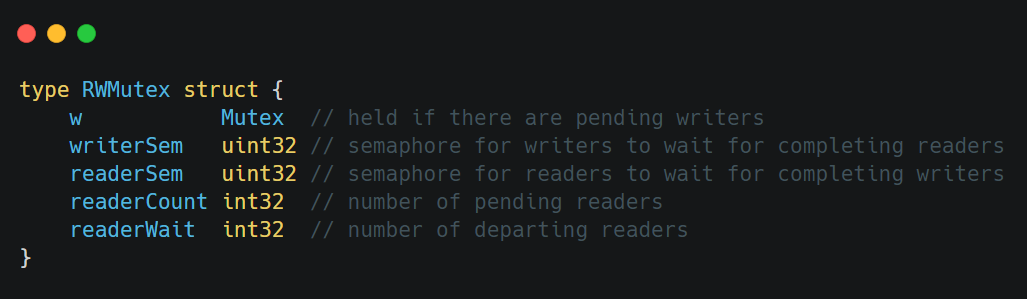 type RWMutex struct {
    w           Mutex  // held if there are pending writers
    writerSem   uint32 // semaphore for writers to wait for completing readers
    readerSem   uint32 // semaphore for readers to wait for completing writers
    readerCount int32  // number of pending readers
    readerWait  int32  // number of departing readers
}